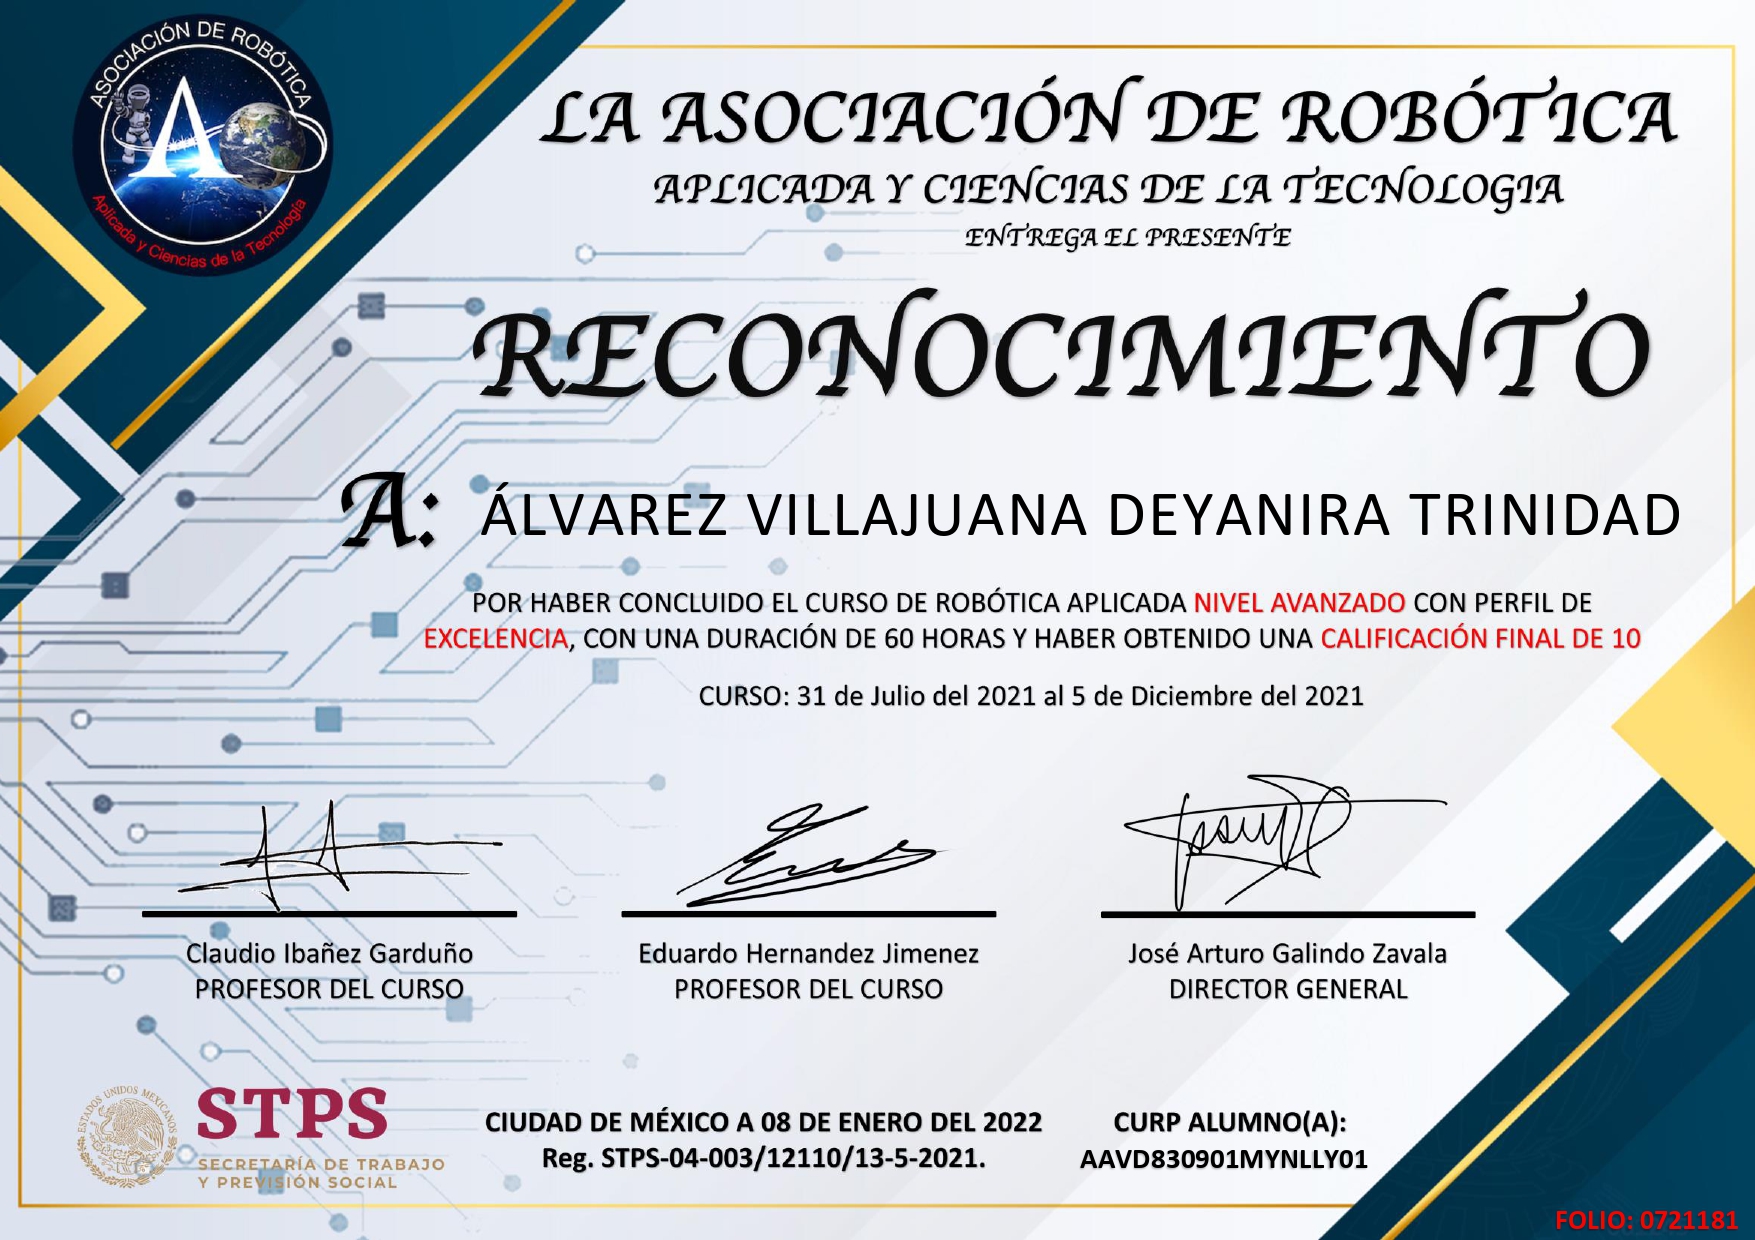 ASOCIACIÓN DE ROBÓTICA
Aplicada y Ciencias de la Tecnología
LA ASOCIACIÓN DE ROBÓTICA
APLICADA Y CIENCIAS DE LA TECNOLOGIA
ENTREGA EL PRESENTE
RECONOCIMIENTO
A: ÁLVAREZ VILLAJUANA DEYANIRA TRINIDAD
POR HABER CONCLUIDO EL CURSO DE ROBÓTICA APLICADA NIVEL AVANZADO CON PERFIL DE
EXCELENCIA, CON UNA DURACIÓN DE 60 HORAS Y HABER OBTENIDO UNA CALIFICACIÓN FINAL DE 10
CURSO: 31 de Julio del 2021 al 5 de Diciembre del 2021
Claudio Ibañez Garduño
PROFESOR DEL CURSO
Eduardo Hernandez Jimenez
PROFESOR DEL CURSO
José Arturo Galindo Zavala
DIRECTOR GENERAL
ESTADOS UNIDOS MEXICANOS
STPS
SECRETARÍA DE TRABAJO
Y PREVISIÓN SOCIAL
CIUDAD DE MÉXICO A 08 DE ENERO DEL 2022
Reg. STPS-04-003/12110/13-5-2021.
CURP ALUMNO(A):
AAVD830901MYNLLY01
FOLIO: 0721181